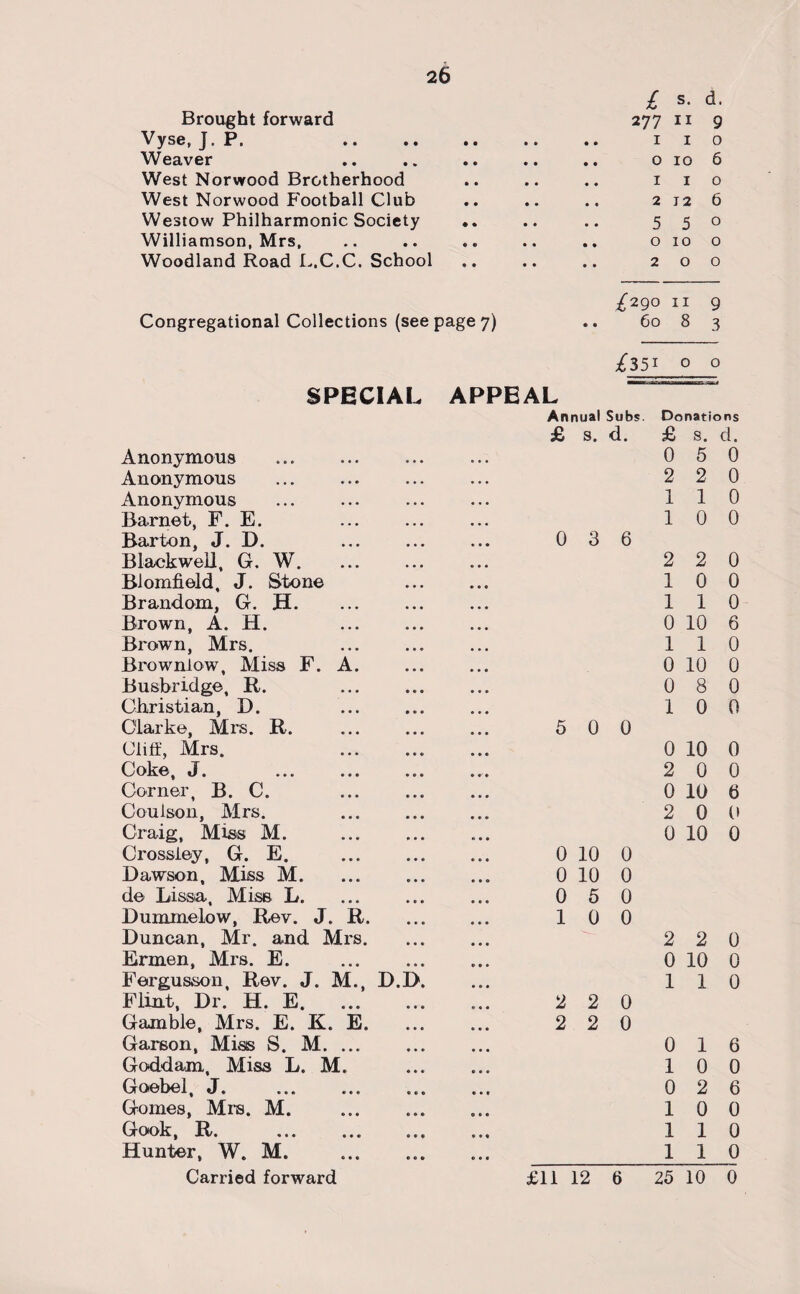 26
£ s. d.
Brought forward 277 11 9
Vyse, J. P. .. .. .. .. .. 1 1 0
Weaver .. .. .. .. .. 0 10 6
West Norwood Brotherhood .. .. .. 1 1 0
West Norwood Football Club .. .. .. 2 12 6
Westow Philharmonic Society .. .. .. 5 5 0
Williamson, Mrs, .. .. .. .. .. 0 10 0
Woodland Road L.C.C. School .. .. .. 2 0 0
£290 11 9
Congregational Collections (see page 7) .. 60 8 3
£351 0 0
SPECIAL APPEAL
Annual Subs. Donations
£ s. d. £ s. d.
Anonymous ... ... ... ... 0 5 0
Anonymous ... ... ... ... 2 2 0
Anonymous ... ... ... ... 1 1 0
Barnet, F. E. ... ... ... 1 0 0
Barton, J. D. ... ... ... 0 3 6
Blackwell, G. W. ... ... ... 2 2 0
Blomfield, J. Stone ... ... 1 0 0
Brandom, G. H. ... ... ... 1 1 0
Brown, A. H. ... ... ... 0 10 6
Brown, Mrs. ... ... ... 1 1 0
Brownlow, Miss F. A. ... ... 0 10 0
Busbridge, R. ... ... ... 0 8 0
Christian, D. ... ... ... 1 0 0
Clarke, Mrs. R. ... ... ... 5 0 0
Cliff, Mrs. ... ... ... 0 10 0
Coke, J. ... ... ... ... 2 0 0
Corner, B. C. ... ... ... 0 10 6
Coulson, Mrs. ... ... ... 2 0 0
Craig, Miss M. ... ... ... 0 10 0
Crossley, G. E. ... ... ... 0 10 0
Dawson, Miss M. ... ... ... 0 10 0
de Lissa, Miss L. ... ... ... 0 5 0
Dummelow, Rev. J. R. ... ... 1 0 0
Duncan, Mr. and Mrs. ... ... 2 2 0
Ermen, Mrs. E. ... ... ... 0 10 0
Fergusson, Rev. J. M., D.D. ... 1 1 0
Flint, Dr. H. E. ... ... ... 2 2 0
Gamble, Mrs. E. K. E. ... ... 2 2 0
Garson, Miss S. M. ... ... ... 0 1 6
Goddam, Miss L. M. ... ... 1 0 0
Goebel, J. ... ... ... ... 0 2 6
Gomes, Mrs. M. ... ... ... 1 0 0
Gook, R. ... ... ... ... 1 1 0
Hunter, W. M. ... ... ... 1 1 0
Carried forward £11 12 6 25 10 0